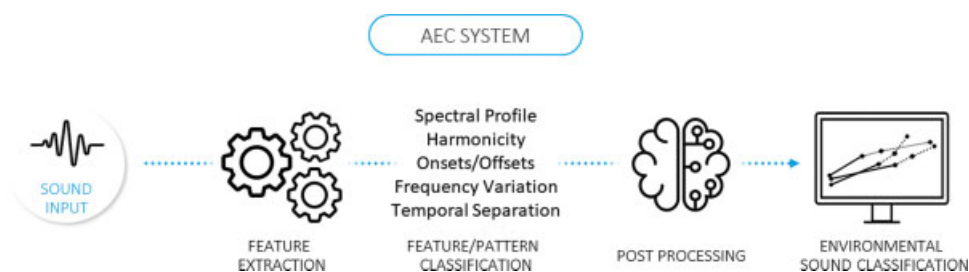 AEC SYSTEM
SOUND
INPUT
FEATURE
EXTRACTION
Spectral Profile
Harmonicity
Onsets/Offsets
Frequency Variation
Temporal Separation
FEATURE/PATTERN
CLASSIFICATION
POST PROCESSING
ENVIRONMENTAL
SOUND CLASSIFICATION